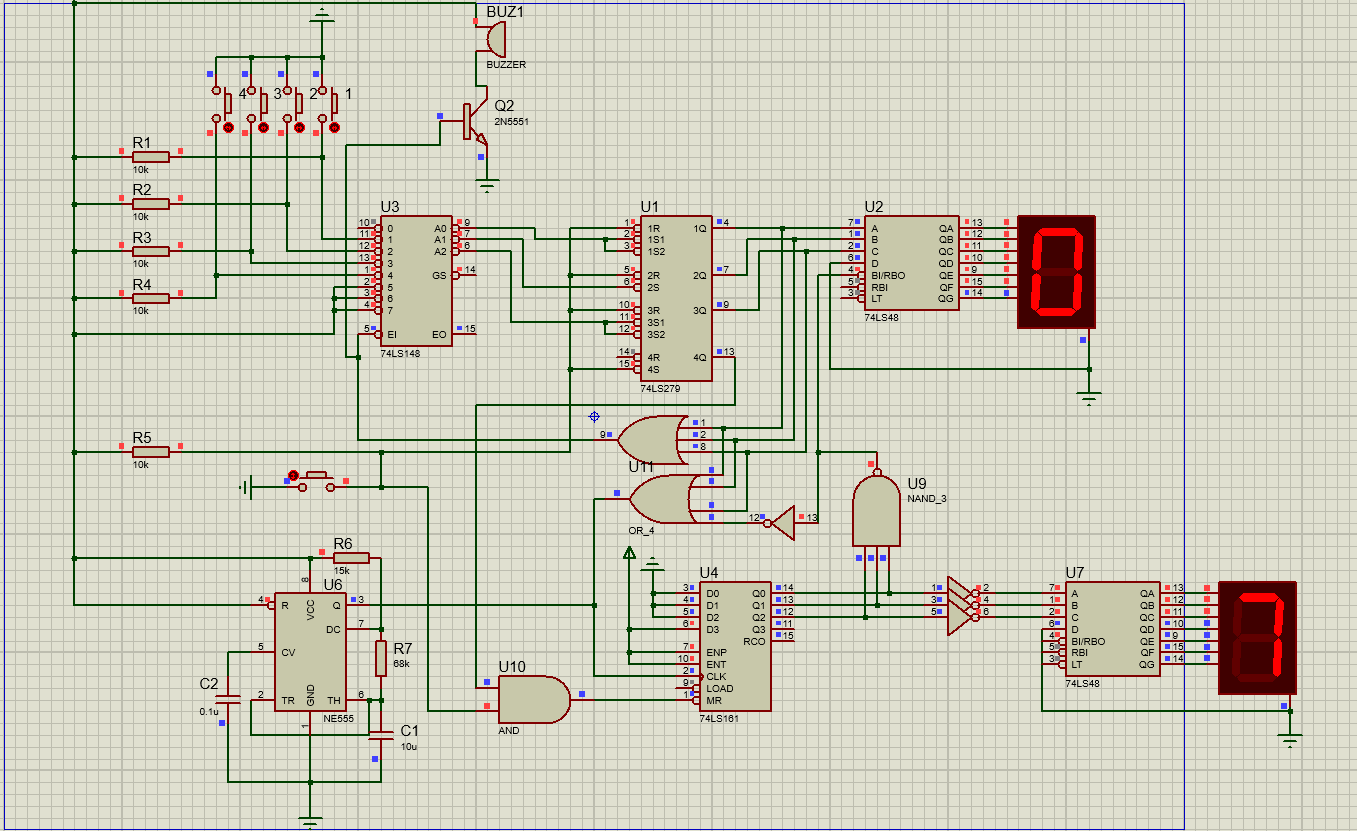 BUZ1
BUZZER
4 3 2 1
Q2
2N5551
R1
10k
R2
10k
R3
10k
R4
10k
U3
10 0 A0 9
11 1 A1 7
12 2 A2 6
13 3
1 4 GS 14
2 5
3 6
4 7
5 EI EO 15
74LS148
U1
1 1R 1Q 4
2 1S1
3 1S2
5 2R 2Q 7
6 2S
10 3R 3Q 9
11 3S1
12 3S2
14 4R 4Q 13
15 4S
74LS279
U2
7 A QA 13
1 B QB 12
2 C QC 11
6 D QD 10
4 BI/RBO QE 9
5 RBI QF 15
3 LT QG 14
74LS48
R5
10k
9 1
2
8
U11
OR_4
12 13
U9
NAND_3
R6
15k
U6
8
4 R VCC Q 3
DC 7
5 CV
2 TR GND TH 6
1
NE555
R7
68k
C2
0.1u
C1
10u
U10
AND
U4
3 D0 Q0 14
4 D1 Q1 13
5 D2 Q2 12
6 D3 Q3 11
RCO 15
7 ENP
10 ENT
2 CLK
9 LOAD
1 MR
74LS161
1 2
3 4
5 6
U7
7 A QA 13
1 B QB 12
2 C QC 11
6 D QD 10
4 BI/RBO QE 9
5 RBI QF 15
3 LT QG 14
74LS48
0
7